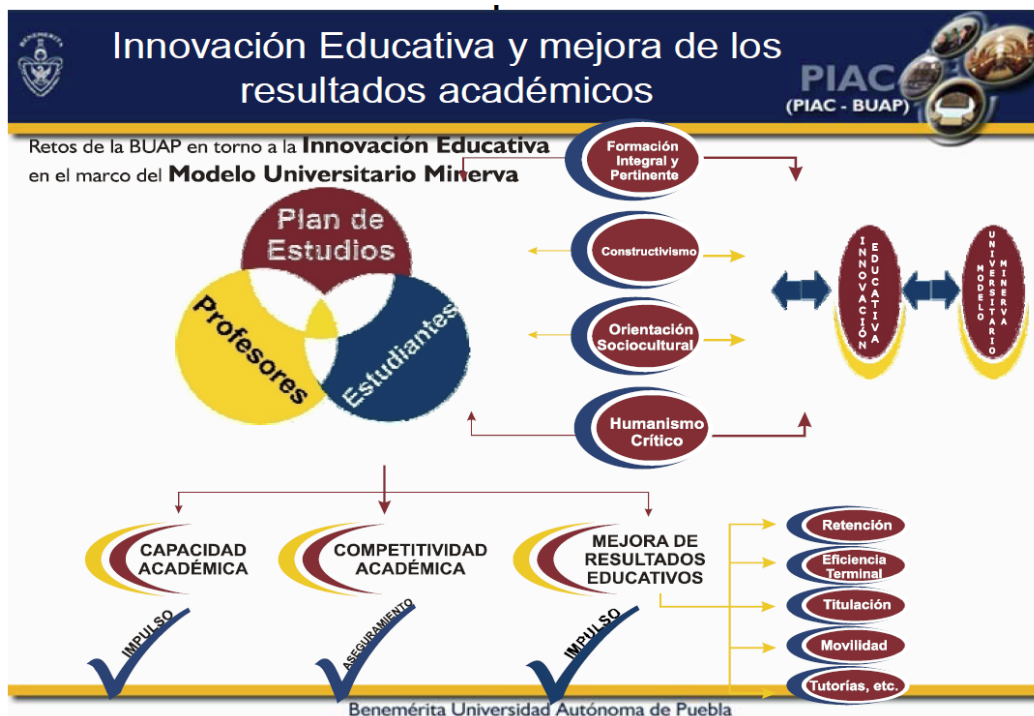 BENEMÉRITA
Innovación Educativa y mejora de los
resultados académicos
PIAC
(PIAC - BUAP)
Retos de la BUAP en torno a la Innovación Educativa
en el marco del Modelo Universitario Minerva
Plan de
Estudios
Profesores
Estudiantes
Formación
Integral y
Pertinente
Constructivismo
Orientación
Sociocultural
Humanismo
Crítico
INNOVACIÓN
EDUCATIVA
MODELO
UNIVERSITARIO
MINERVA
CAPACIDAD
ACADÉMICA
IMPULSO
COMPETITIVIDAD
ACADÉMICA
ASEGURAMIENTO
MEJORA DE
RESULTADOS
EDUCATIVOS
IMPULSO
Retención
Eficiencia
Terminal
Titulación
Movilidad
Tutorías, etc.
Benemérita Universidad Autónoma de Puebla